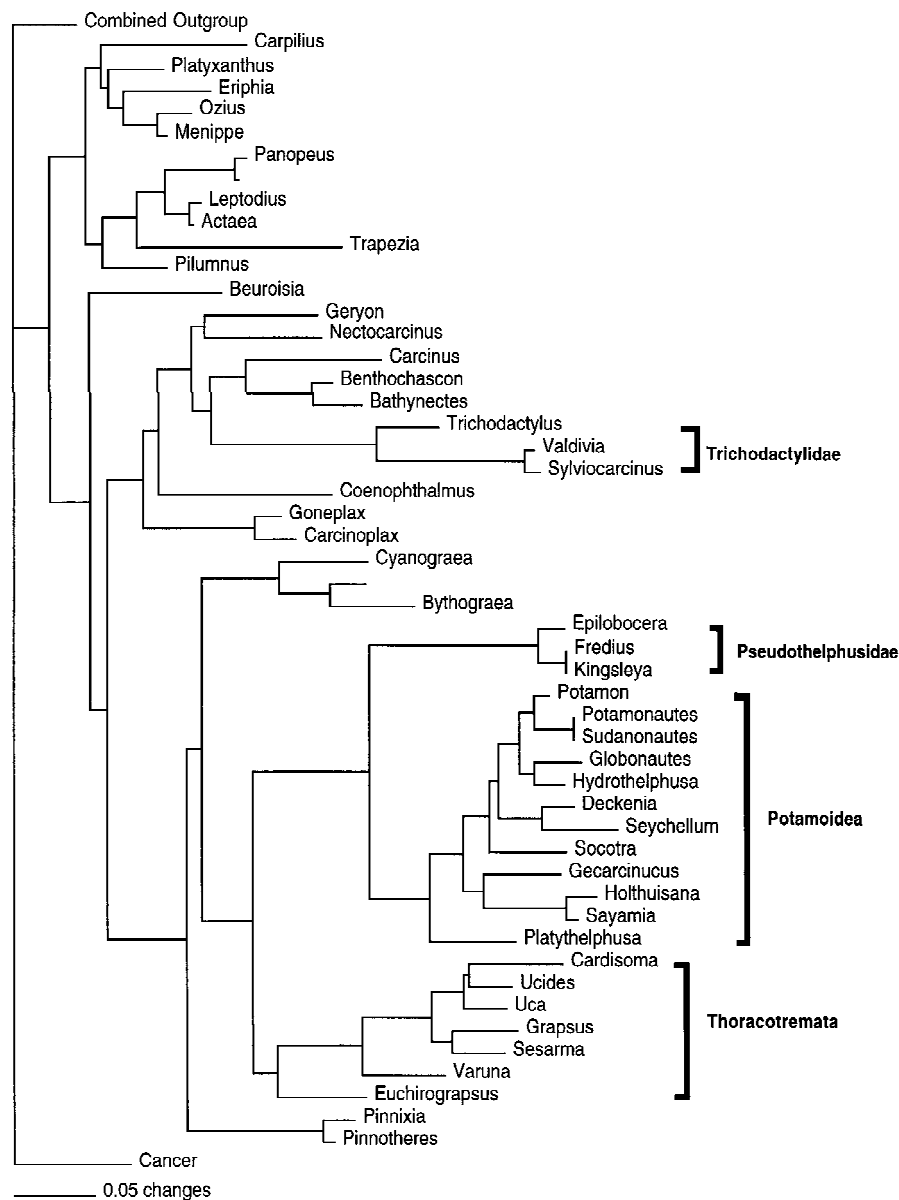 Combined Outgroup
Carpilius
Platyxanthus
Eriphia
Ozius
Menippe
Panopeus
Leptodius
Actaea
Trapezia
Pilumnus
Beuroisia
Geryon
Nectocarcinus
Carcinus
Benthochascon
Bathynectes
Trichodactylus
Valdivia
Trichodactylidae
Sylviocarcinus
Coenophthalmus
Goneplax
Carcinoplax
Cyanograea
Bythograea
Epilobocera
Fredius
Pseudothelphusidae
Kingsleya
Potamon
Potamonautes
Sudanonautes
Globonautes
Hydrothelphusa
Deckenia
Potamoidea
Seychellum
Socotra
Gecarcinucus
Holthuisana
Sayamia
Platythelphusa
Cardisoma
Ucides
Uca
Thoracotremata
Grapsus
Sesarma
Varuna
Euchirograpsus
Pinnixia
Pinnotheres
Cancer
0.05 changes